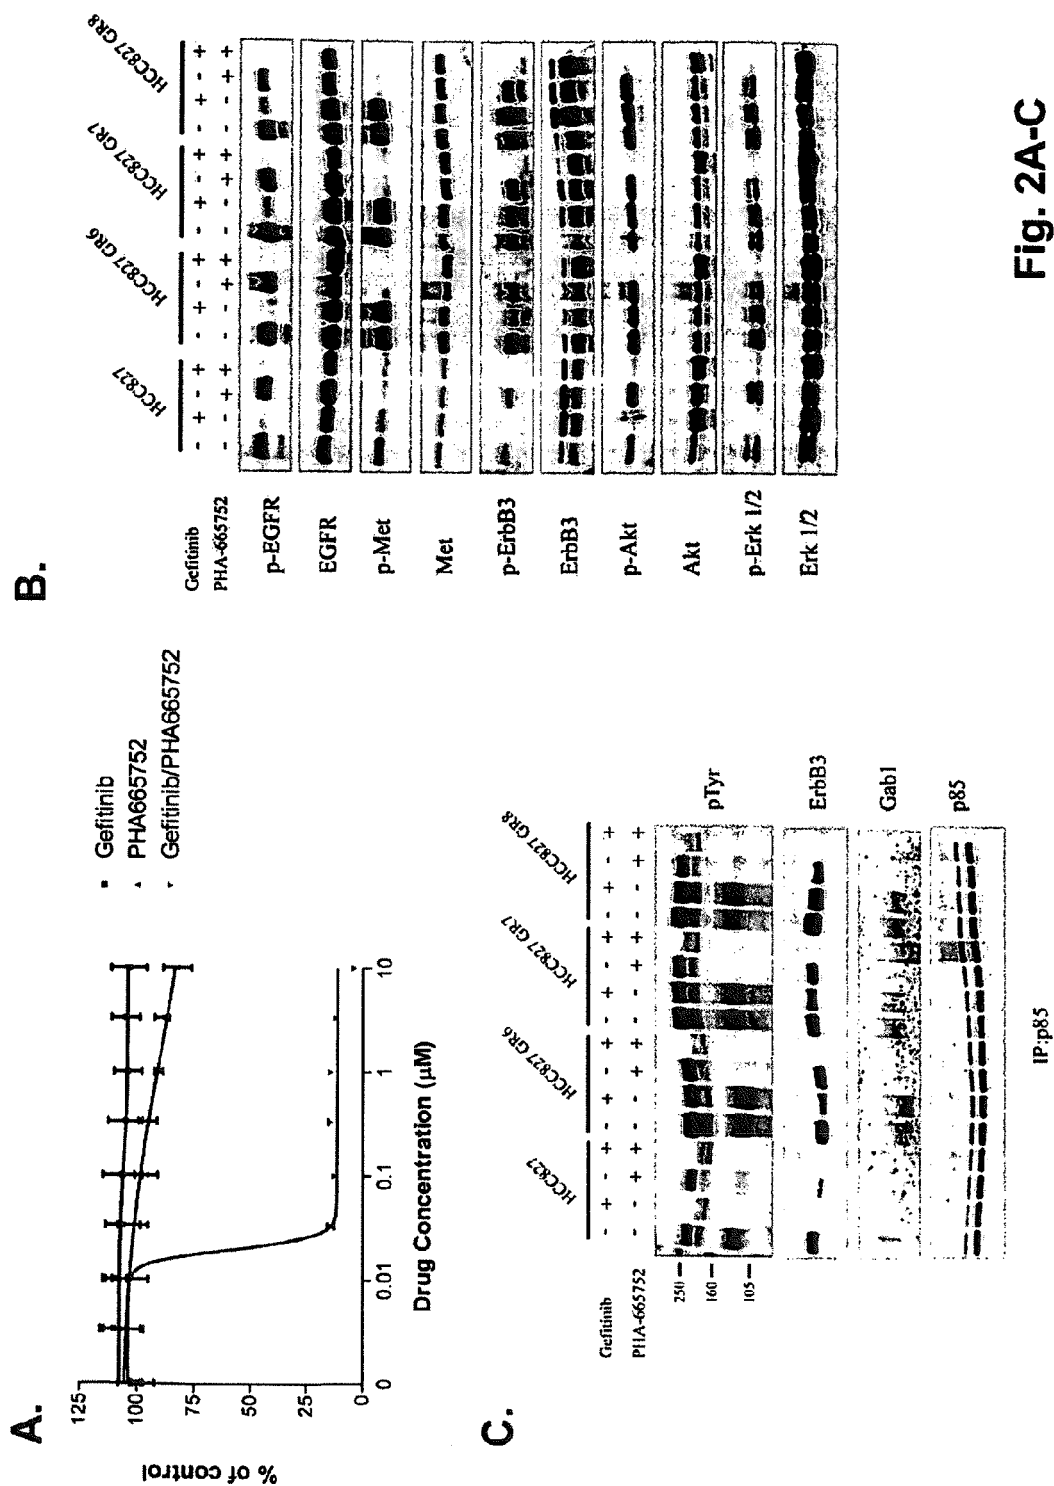 A.
% of control
125
100
75
50
25
0
0
0.01
0.1
1
10
Drug Concentration (µM)
Gefitinib
PHA665752
Gefitinib/PHA665752
B.
HCC827
HCC827 GR6
HCC827 GR7
HCC827 GR8
Gefitinib - + - + - + - + - + - + - + - +
PHA-665752 - - + + - - + + - - + + - - + +
p-EGFR
EGFR
p-Met
Met
p-ErbB3
ErbB3
p-Akt
Akt
p-Erk 1/2
Erk 1/2
C.
HCC827
HCC827 GR6
HCC827 GR7
HCC827 GR8
Gefitinib - + - + - + - + - + - + - + - +
PHA-665752 - - + + - - + + - - + + - - + +
250
160
105
pTyr
ErbB3
Gab1
p85
IP:p85
Fig. 2A-C